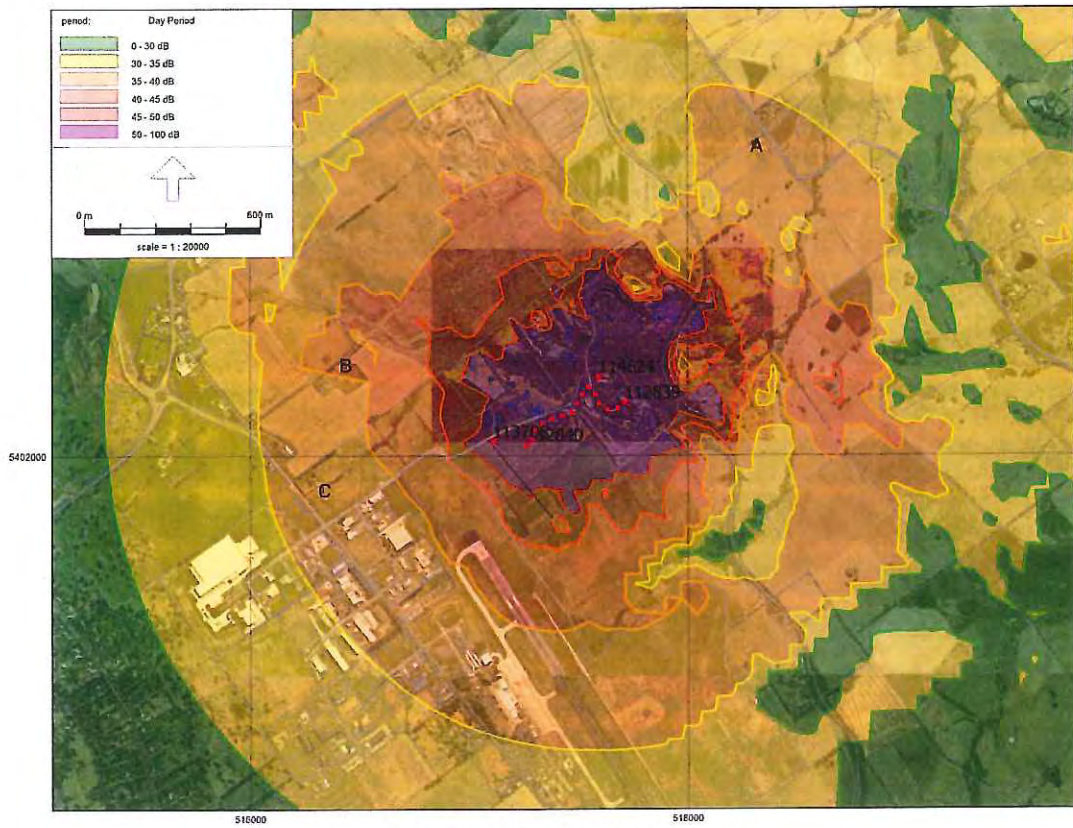 period: Day Period
0 - 30 dB
30 - 35 dB
35 - 40 dB
40 - 45 dB
45 - 50 dB
50 - 100 dB
0 m 600 m
scale = 1 : 20000
A
B
C
5402000
516000 518000